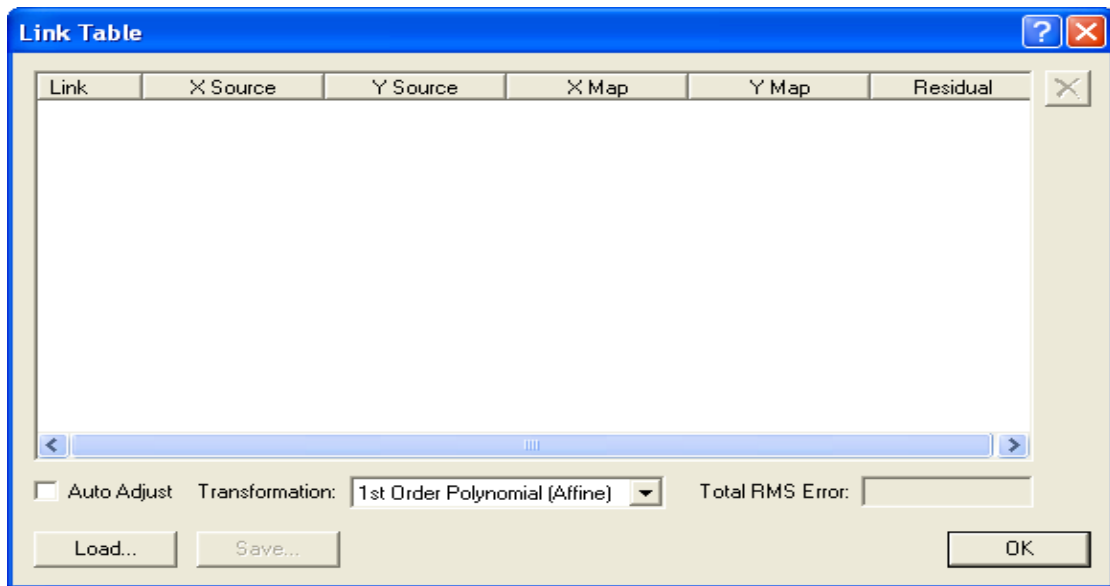 Link Table
Link X Source Y Source X Map Y Map Residual
Auto Adjust Transformation: 1st Order Polynomial (Affine) Total RMS Error:
Load... Save... OK